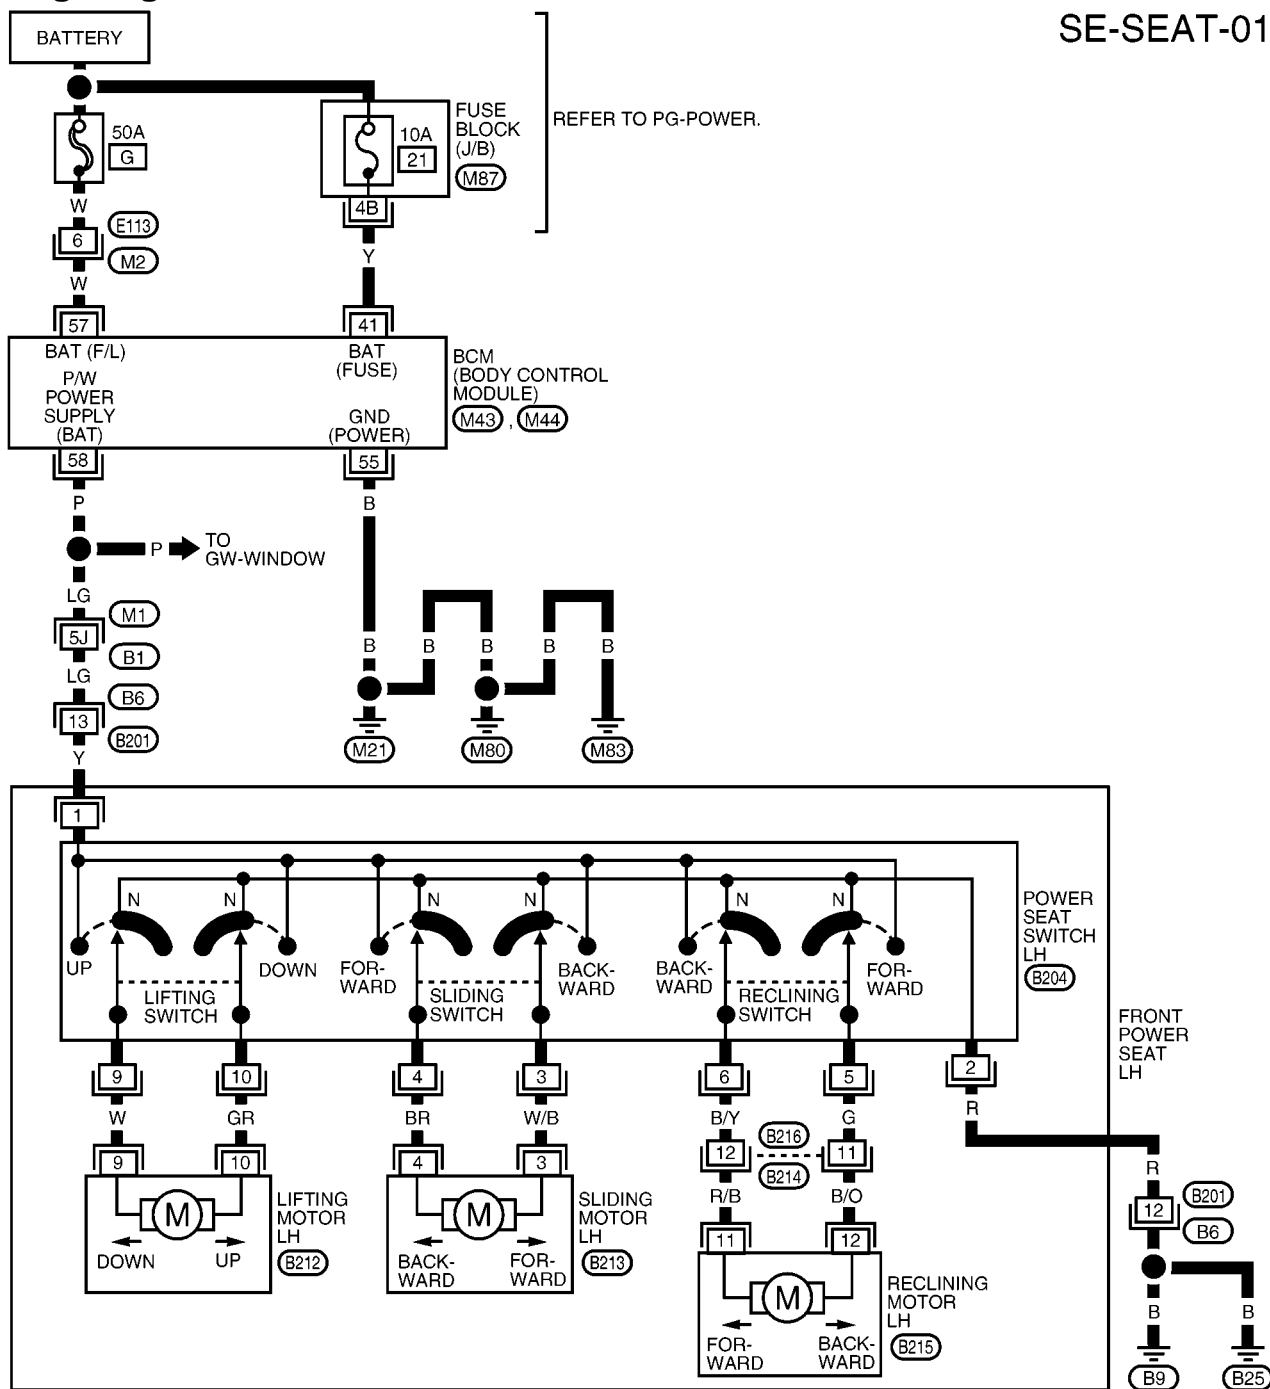 SE-SEAT-01
BATTERY
50A
G
10A
21
FUSE
BLOCK
(J/B)
M87
REFER TO PG-POWER.
4B
W
E113
6
M2
W
Y
57
41
BAT (F/L)
BAT
(FUSE)
P/W
POWER
SUPPLY
(BAT)
GND
(POWER)
BCM
(BODY CONTROL
MODULE)
M43 , M44
58
55
P
B
P
TO
GW-WINDOW
LG
M1
5J
B1
LG
B6
13
B201
Y
B
B
B
B
B
M21
M80
M83
1
N
N
N
N
N
N
UP
DOWN
FOR-
WARD
BACK-
WARD
BACK-
WARD
FOR-
WARD
LIFTING
SWITCH
SLIDING
SWITCH
RECLINING
SWITCH
POWER
SEAT
SWITCH
LH
B204
FRONT
POWER
SEAT
LH
9
10
4
3
6
5
2
W
GR
BR
W/B
B/Y
G
R
9
10
4
3
12
11
B216
B214
R/B
B/O
M
DOWN
UP
LIFTING
MOTOR
LH
B212
M
BACK-
WARD
FOR-
WARD
SLIDING
MOTOR
LH
B213
11
12
M
FOR-
WARD
BACK-
WARD
RECLINING
MOTOR
LH
B215
R
12
B201
B6
B
B
B9
B25